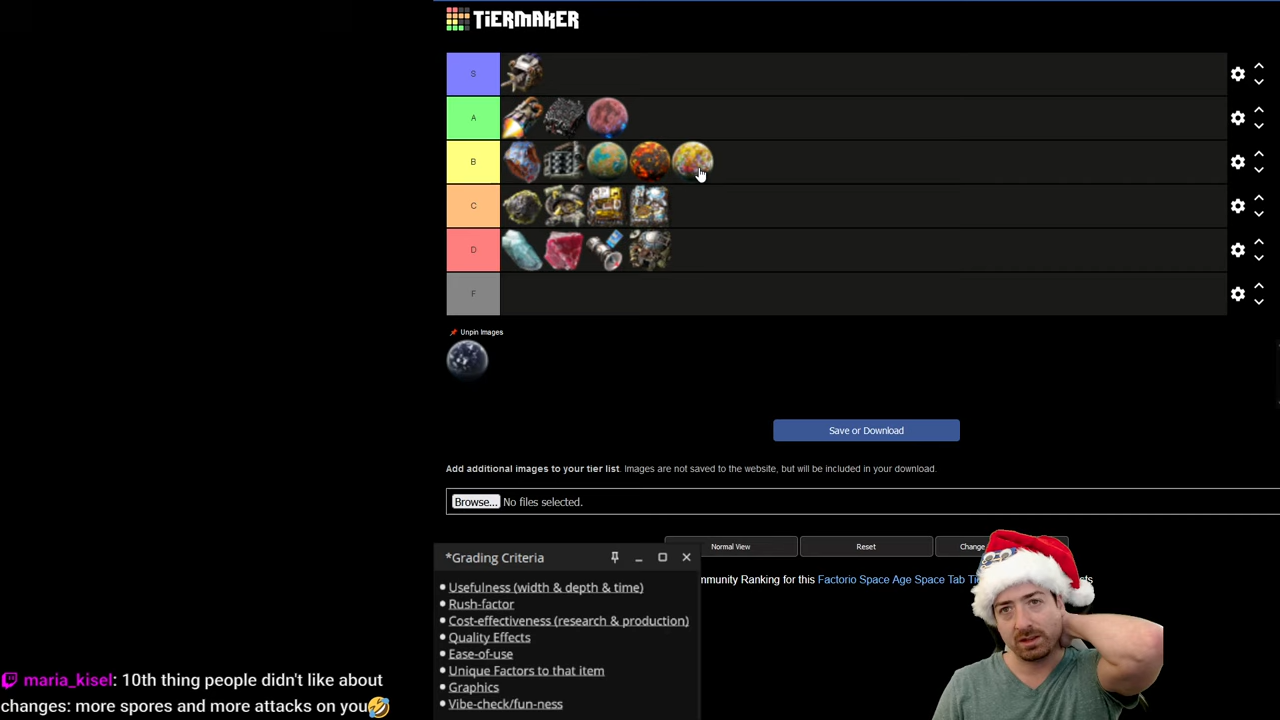 TiERMAKER
S
A
B
C
D
F
Unpin Images
Save or Download
Add additional images to your tier list. Images are not saved to the website, but will be included in your download.
Browse... No files selected.
Normal View
Reset
Change
mmunity Ranking for this Factorio Space Age Space Tab Ti
*Grading Criteria
Usefulness (width & depth & time)
Rush-factor
Cost-effectiveness (research & production)
Quality Effects
Ease-of-use
Unique Factors to that item
Graphics
Vibe-check/fun-ness
maria_kisel: 10th thing people didn't like about
changes: more spores and more attacks on you🤣